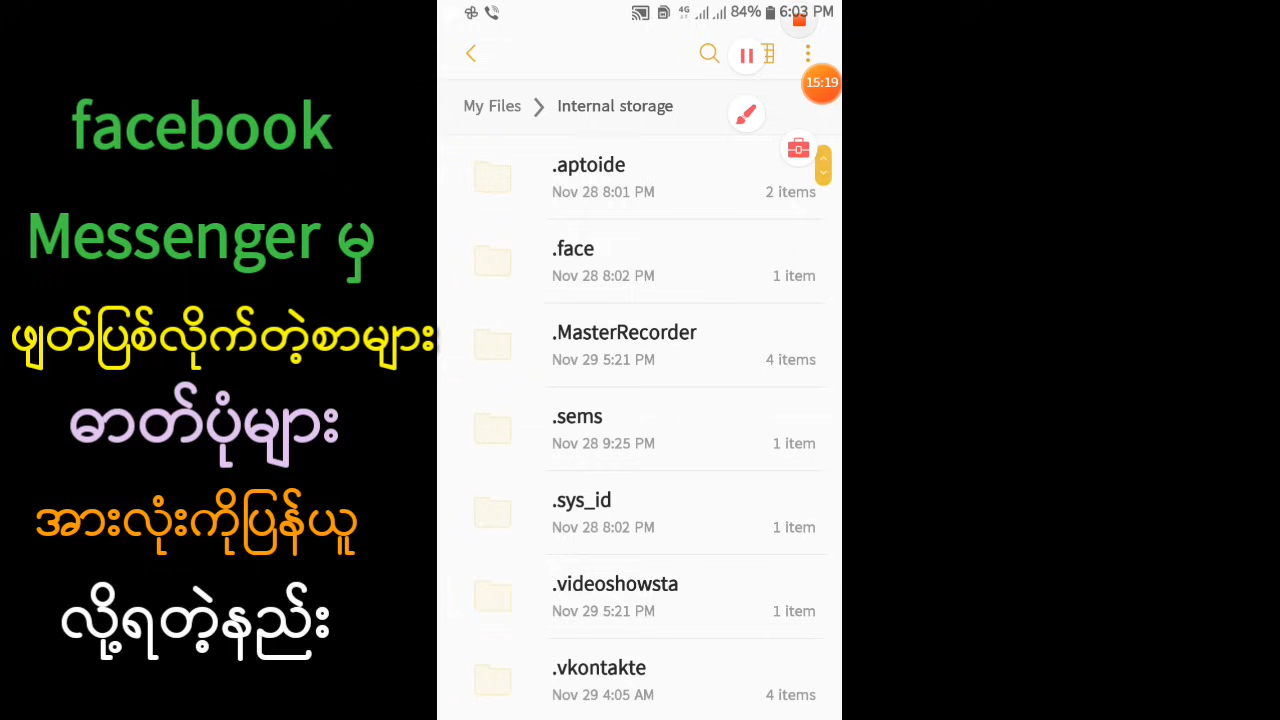 facebook
Messenger မှ
ဖျတ်ပြစ်လိုက်တဲ့စာများ
ဓာတ်ပုံများ
အားလုံးကိုပြန်ယူ
လို့ရတဲ့နည်း
4G 84% 6:03 PM
15:19
My Files Internal storage
.aptoide
Nov 28 8:01 PM 2 items
.face
Nov 28 8:02 PM 1 item
.MasterRecorder
Nov 29 5:21 PM 4 items
.sems
Nov 28 9:25 PM 1 item
.sys_id
Nov 28 8:02 PM 1 item
.videoshowsta
Nov 29 5:21 PM 1 item
.vkontakte
Nov 29 4:05 AM 4 items